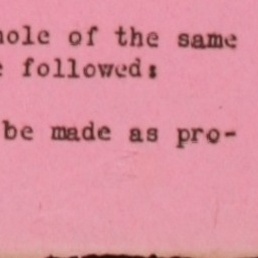 hole of the same
followed:
be made as pro-